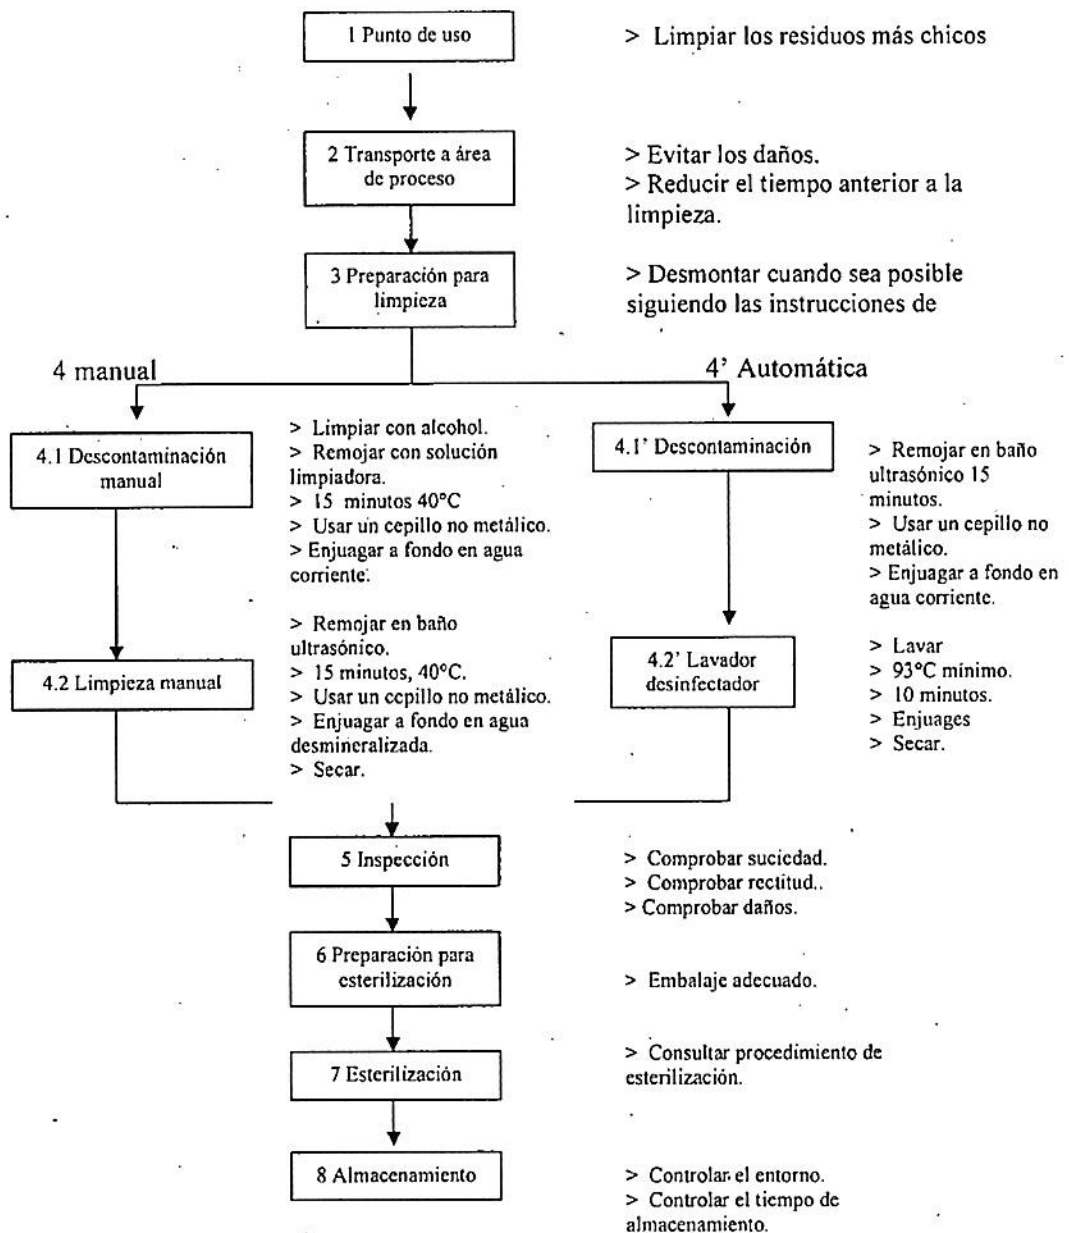 1 Punto de uso
> Limpiar los residuos más chicos
2 Transporte a área
de proceso
> Evitar los daños.
> Reducir el tiempo anterior a la
limpieza.
3 Preparación para
limpieza
> Desmontar cuando sea posible
siguiendo las instrucciones de
4 manual
4' Automática
4.1 Descontaminación
manual
> Limpiar con alcohol.
> Remojar con solución
limpiadora.
> 15 minutos 40°C
> Usar un cepillo no metálico.
> Enjuagar a fondo en agua
corriente.
4.1' Descontaminación
> Remojar en baño
ultrasónico 15
minutos.
> Usar un cepillo no
metálico.
> Enjuagar a fondo en
agua corriente.
4.2 Limpieza manual
> Remojar en baño
ultrasónico.
> 15 minutos, 40°C.
> Usar un cepillo no metálico.
> Enjuagar a fondo en agua
desmineralizada.
> Secar.
4.2' Lavador
desinfectador
> Lavar
> 93°C mínimo.
> 10 minutos.
> Enjuages
> Secar.
5 Inspección
> Comprobar suciedad.
> Comprobar rectitud..
> Comprobar daños.
6 Preparación para
esterilización
> Embalaje adecuado.
7 Esterilización
> Consultar procedimiento de
esterilización.
8 Almacenamiento
> Controlar el entorno.
> Controlar el tiempo de
almacenamiento.